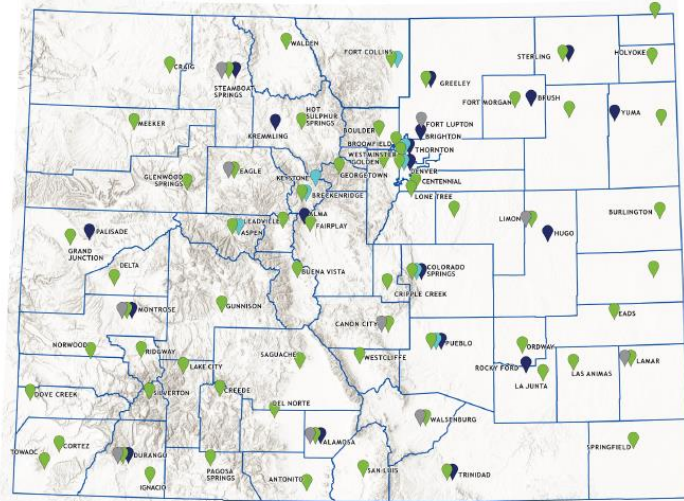 WALDEN
FORT COLLINS
STERLING
HOLYOKE
CRAIG
STEAMBOAT
SPRINGS
GREELEY
FORT MORGAN
BRUSH
YUMA
MEEKER
HOT
SULPHUR
SPRINGS
KREMMLING
FORT LUPTON
BRIGHTON
BOULDER
BROOMFIELD
THORNTON
WESTMINSTER
GOLDEN
DENVER
EAGLE
GEORGETOWN
CENTENNIAL
GLENWOOD
SPRINGS
KEYSTONE
BRECKENRIDGE
LONE TREE
LEADVILLE
ALMA
ASPEN
FAIRPLAY
LIMON
BURLINGTON
PALISADE
HUGO
GRAND
JUNCTION
DELTA
BUENA VISTA
COLORADO
SPRINGS
CRIPPLE CREEK
MONTROSE
GUNNISON
CANON CITY
EADS
PUEBLO
ORDWAY
NORWOOD
RIDGWAY
SAGUACHE
WESTCLIFFE
LAKE CITY
ROCKY FORD
LA JUNTA
LAS ANIMAS
LAMAR
DOVE CREEK
SILVERTON
CREEDE
DEL NORTE
WALSENBURG
CORTEZ
TOWAOC
DURANGO
ALAMOSA
SPRINGFIELD
PAGOSA
SPRINGS
IGNACIO
ANTONITO
SAN LUIS
TRINIDAD